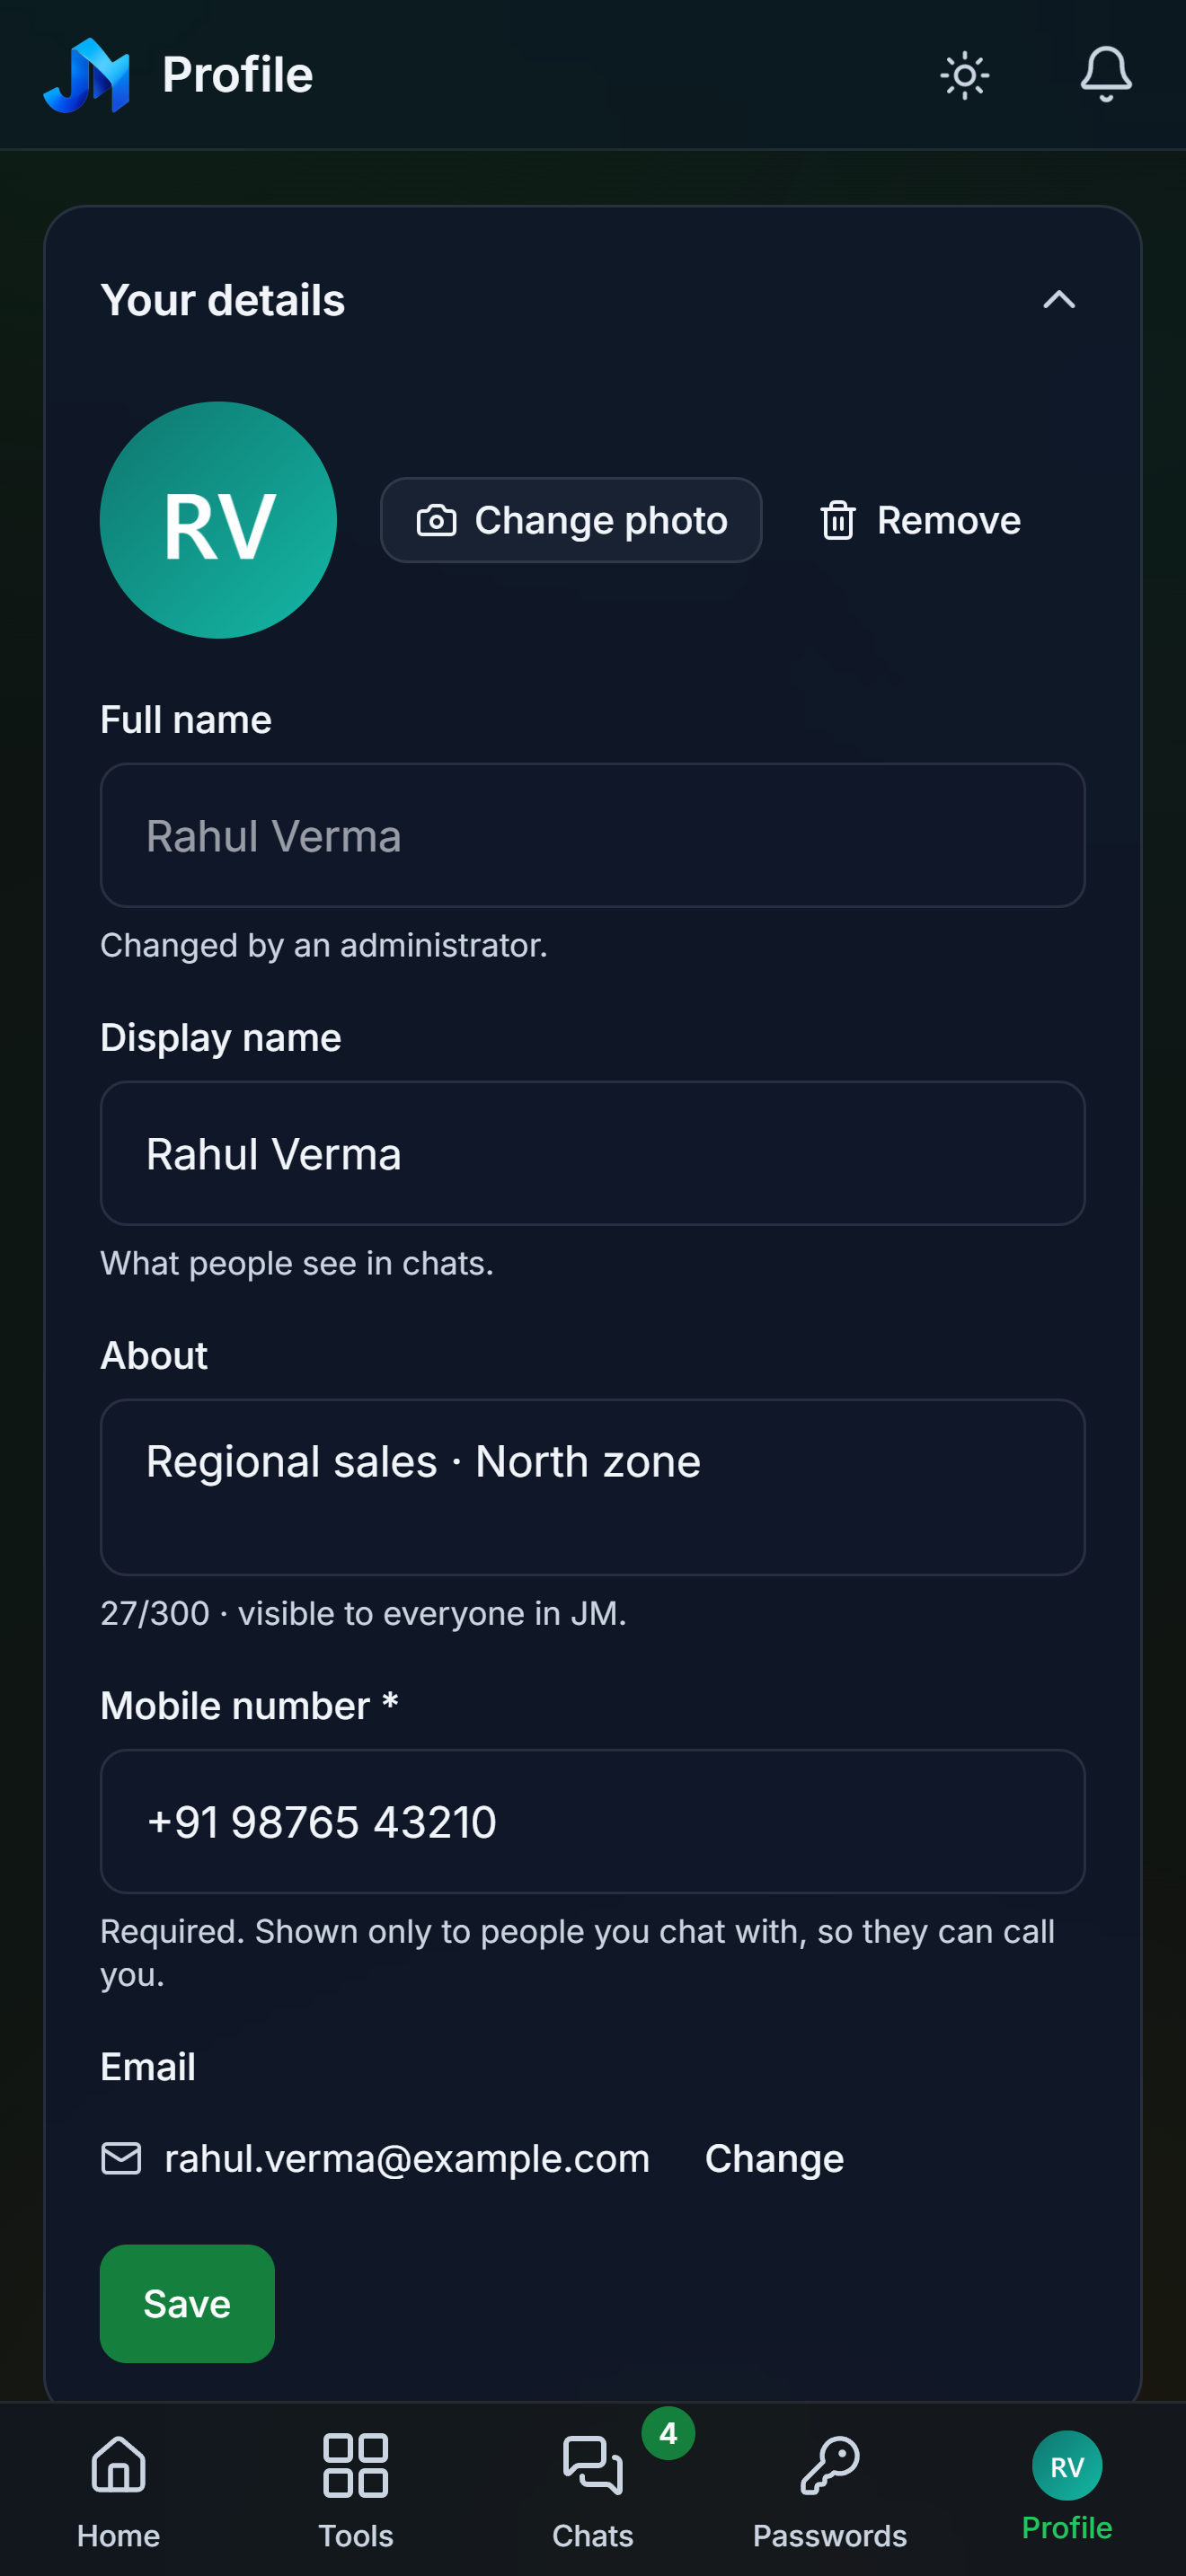 JM Profile
Your details
RV
Change photo
Remove
Full name
Rahul Verma
Changed by an administrator.
Display name
Rahul Verma
What people see in chats.
About
Regional sales · North zone
27/300 · visible to everyone in JM.
Mobile number *
+91 98765 43210
Required. Shown only to people you chat with, so they can call
you.
Email
rahul.verma@example.com Change
Save
4
RV
Home Tools Chats Passwords Profile